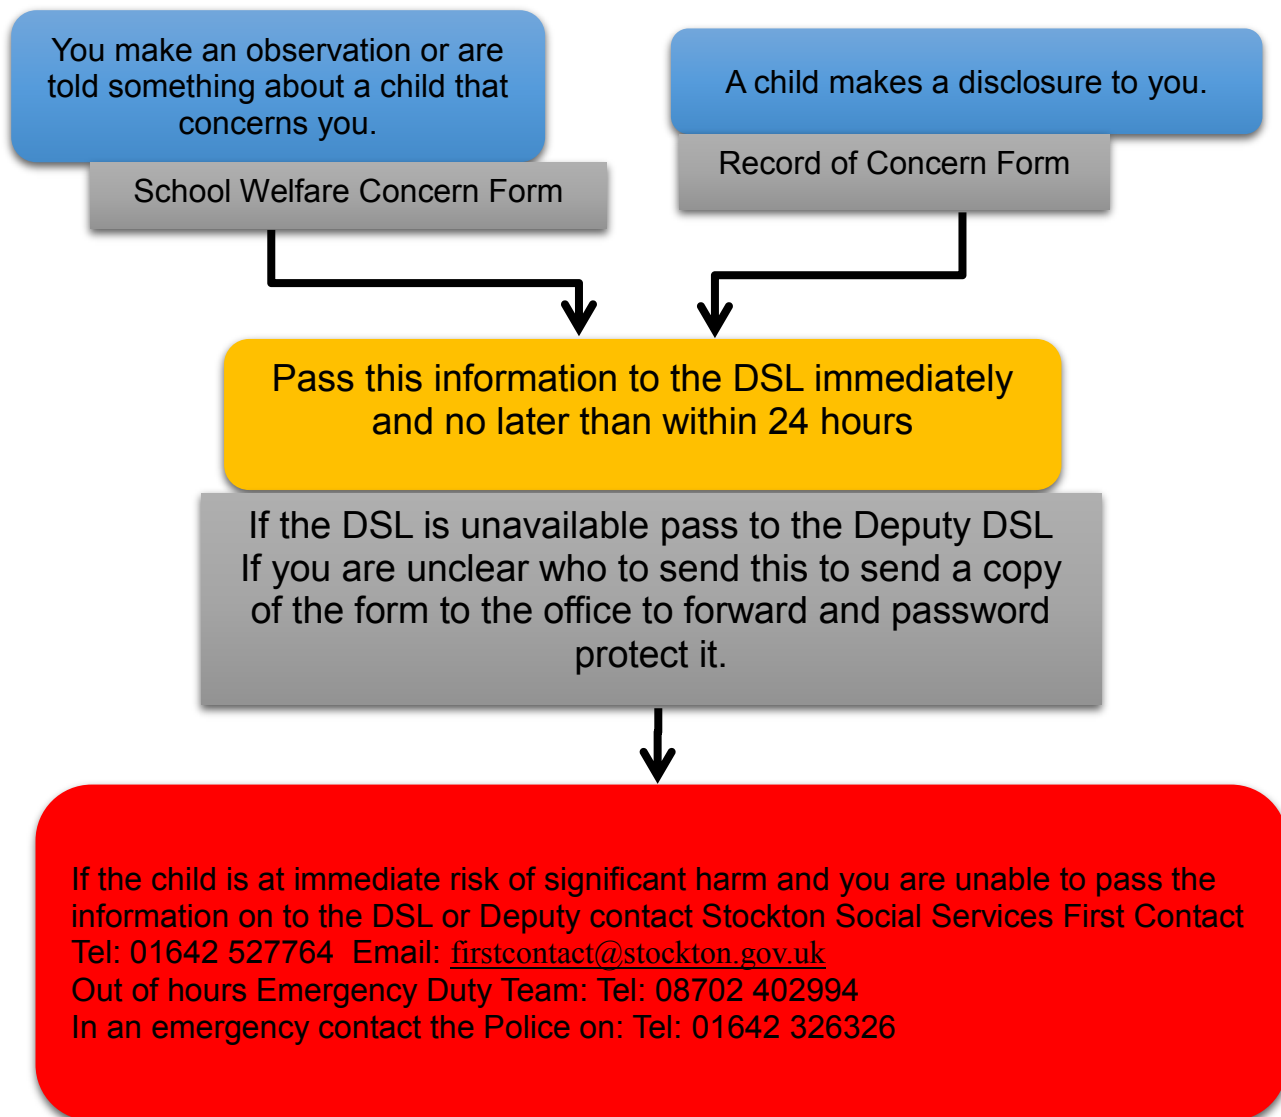 You make an observation or are
told something about a child that
concerns you.
School Welfare Concern Form
A child makes a disclosure to you.
Record of Concern Form
Pass this information to the DSL immediately
and no later than within 24 hours
If the DSL is unavailable pass to the Deputy DSL
If you are unclear who to send this to send a copy
of the form to the office to forward and password
protect it.
If the child is at immediate risk of significant harm and you are unable to pass the
information on to the DSL or Deputy contact Stockton Social Services First Contact
Tel: 01642 527764  Email: firstcontact@stockton.gov.uk
Out of hours Emergency Duty Team: Tel: 08702 402994
In an emergency contact the Police on: Tel: 01642 326326